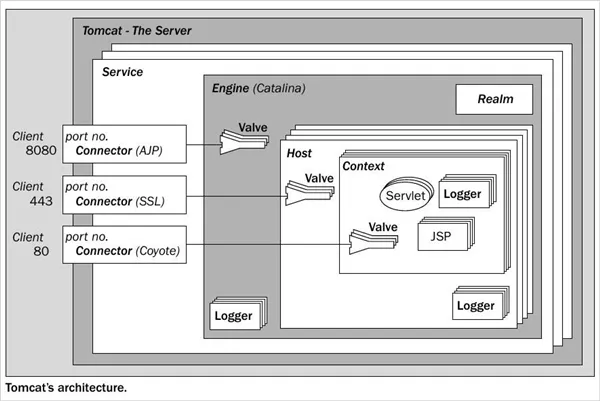 Tomcat - The Server
Service
Engine (Catalina)
Realm
Client
8080
port no.
Connector (AJP)
Valve
Host
Context
Client
443
port no.
Connector (SSL)
Valve
Servlet
Logger
Client
80
port no.
Connector (Coyote)
Valve
JSP
Logger
Logger
Tomcat's architecture.